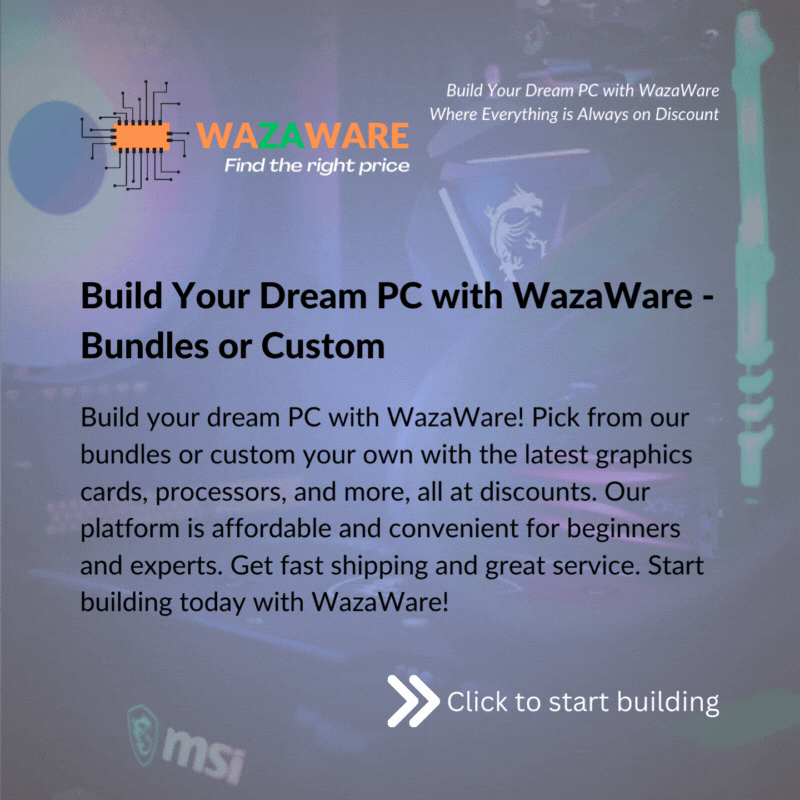 Build Your Dream PC with WazaWare
Where Everything is Always on Discount
WAZAWARE
Find the right price
Build Your Dream PC with WazaWare -
Bundles or Custom
Build your dream PC with WazaWare! Pick from our
bundles or custom your own with the latest graphics
cards, processors, and more, all at discounts. Our
platform is affordable and convenient for beginners
and experts. Get fast shipping and great service. Start
building today with WazaWare!
Click to start building
msi